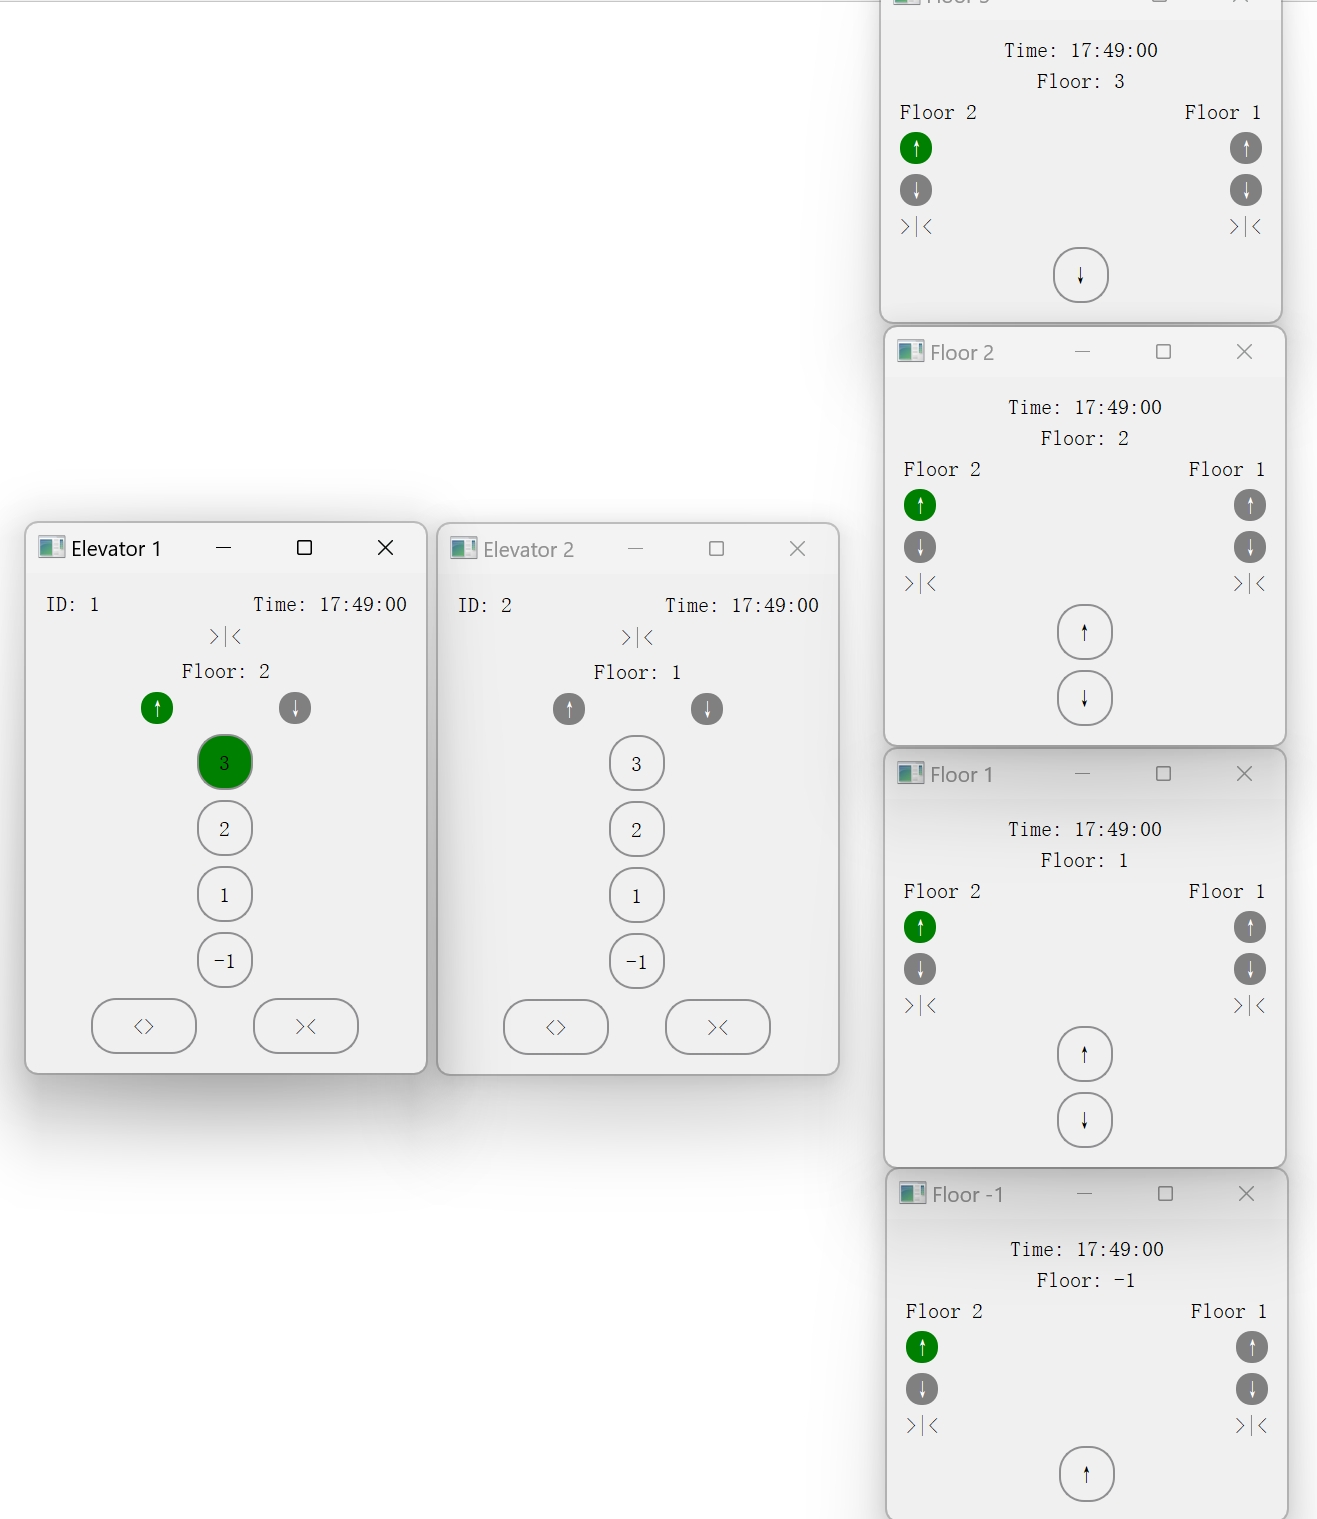 Time: 17:49:00
Floor: 3
Floor 2 Floor 1
↑ ↑
↓ ↓
>|< >|<
↓
Floor 2
Time: 17:49:00
Floor: 2
Floor 2 Floor 1
↑ ↑
↓ ↓
>|< >|<
↑
↓
Elevator 1
ID: 1 Time: 17:49:00
>|<
Floor: 2
↑ ↓
3
2
1
-1
<> ><
Elevator 2
ID: 2 Time: 17:49:00
>|<
Floor: 1
↑ ↓
3
2
1
-1
<> ><
Floor 1
Time: 17:49:00
Floor: 1
Floor 2 Floor 1
↑ ↑
↓ ↓
>|< >|<
↑
↓
Floor -1
Time: 17:49:00
Floor: -1
Floor 2 Floor 1
↑ ↑
↓ ↓
>|< >|<
↑